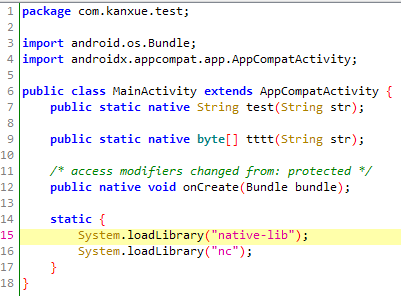 1 package com.kanxue.test;
2
3 import android.os.Bundle;
4 import androidx.appcompat.app.AppCompatActivity;
5
6 public class MainActivity extends AppCompatActivity {
7     public static native String test(String str);
8
9     public static native byte[] tttt(String str);
10
11     /* access modifiers changed from: protected */
12     public native void onCreate(Bundle bundle);
13
14     static {
15         System.loadLibrary("native-lib");
16         System.loadLibrary("nc");
17     }
18 }